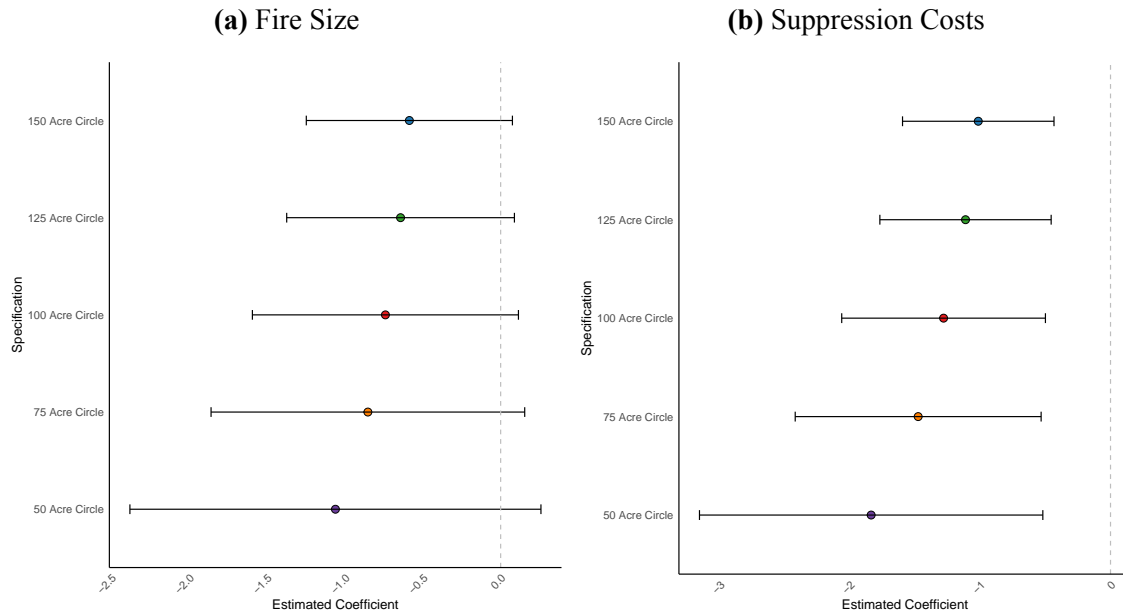 (a) Fire Size
150 Acre Circle
125 Acre Circle
100 Acre Circle
75 Acre Circle
50 Acre Circle
Specification
−2.5
−2.0
−1.5
−1.0
−0.5
0.0
Estimated Coefficient
(b) Suppression Costs
150 Acre Circle
125 Acre Circle
100 Acre Circle
75 Acre Circle
50 Acre Circle
Specification
−3
−2
−1
0
Estimated Coefficient